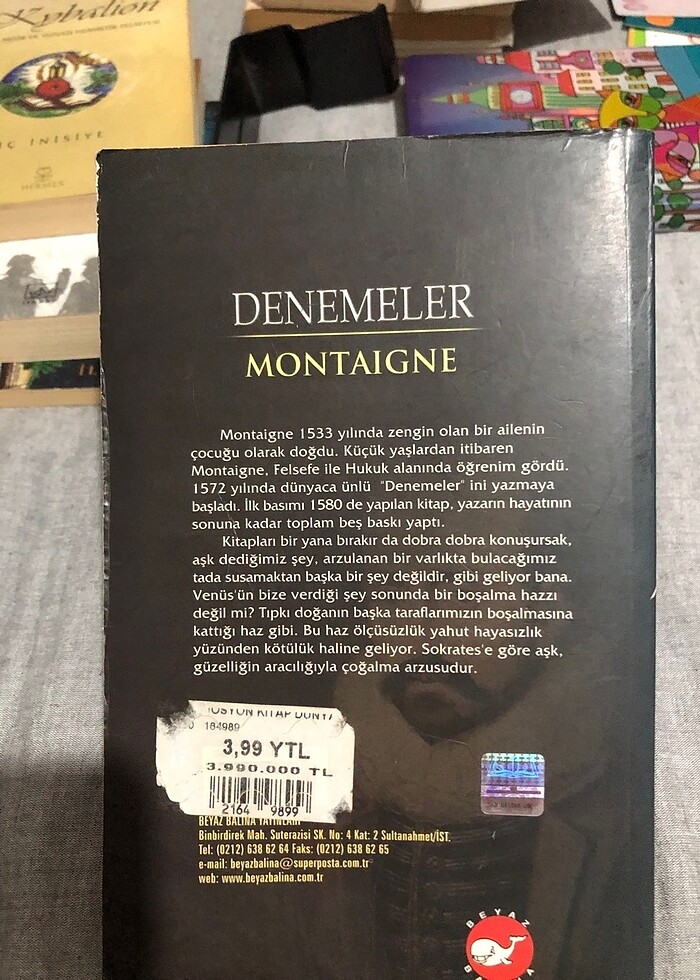 Kybalion
İÇ İNİSİYE
HERMES
DENEMELER
MONTAIGNE
Montaigne 1533 yılında zengin olan bir ailenin
çocuğu olarak doğdu. Küçük yaşlardan itibaren
Montaigne, Felsefe ile Hukuk alanında öğrenim gördü.
1572 yılında dünyaca ünlü "Denemeler" ini yazmaya
başladı. İlk basımı 1580 de yapılan kitap, yazarın hayatının
sonuna kadar toplam beş baskı yaptı.
Kitapları bir yana bırakır da dobra dobra konuşursak,
aşk dediğimiz şey, arzulanan bir varlıkta bulacağımız
tada susamaktan başka bir şey değildir, gibi geliyor bana.
Venüs'ün bize verdiği şey sonunda bir boşalma hazzı
değil mi? Tıpkı doğanın başka taraflarımızın boşalmasına
kattığı haz gibi. Bu haz ölçüsüzlük yahut hayasızlık
yüzünden kötülük haline geliyor. Sokrates'e göre aşk,
güzelliğin aracılığıyla çoğalma arzusudur.
KİTAP DÜNYA
184989
3,99 YTL
3.990.000 TL
2164 9899
BEYAZ BALİNA YAYINLARI
Binbirdirek Mah. Suterazisi SK. No: 4 Kat: 2 Sultanahmet/İST.
Tel: (0212) 638 62 64 Faks: (0212) 638 62 65
e-mail: beyazbalina@superposta.com.tr
web: www.beyazbalina.com.tr
BEYAZ